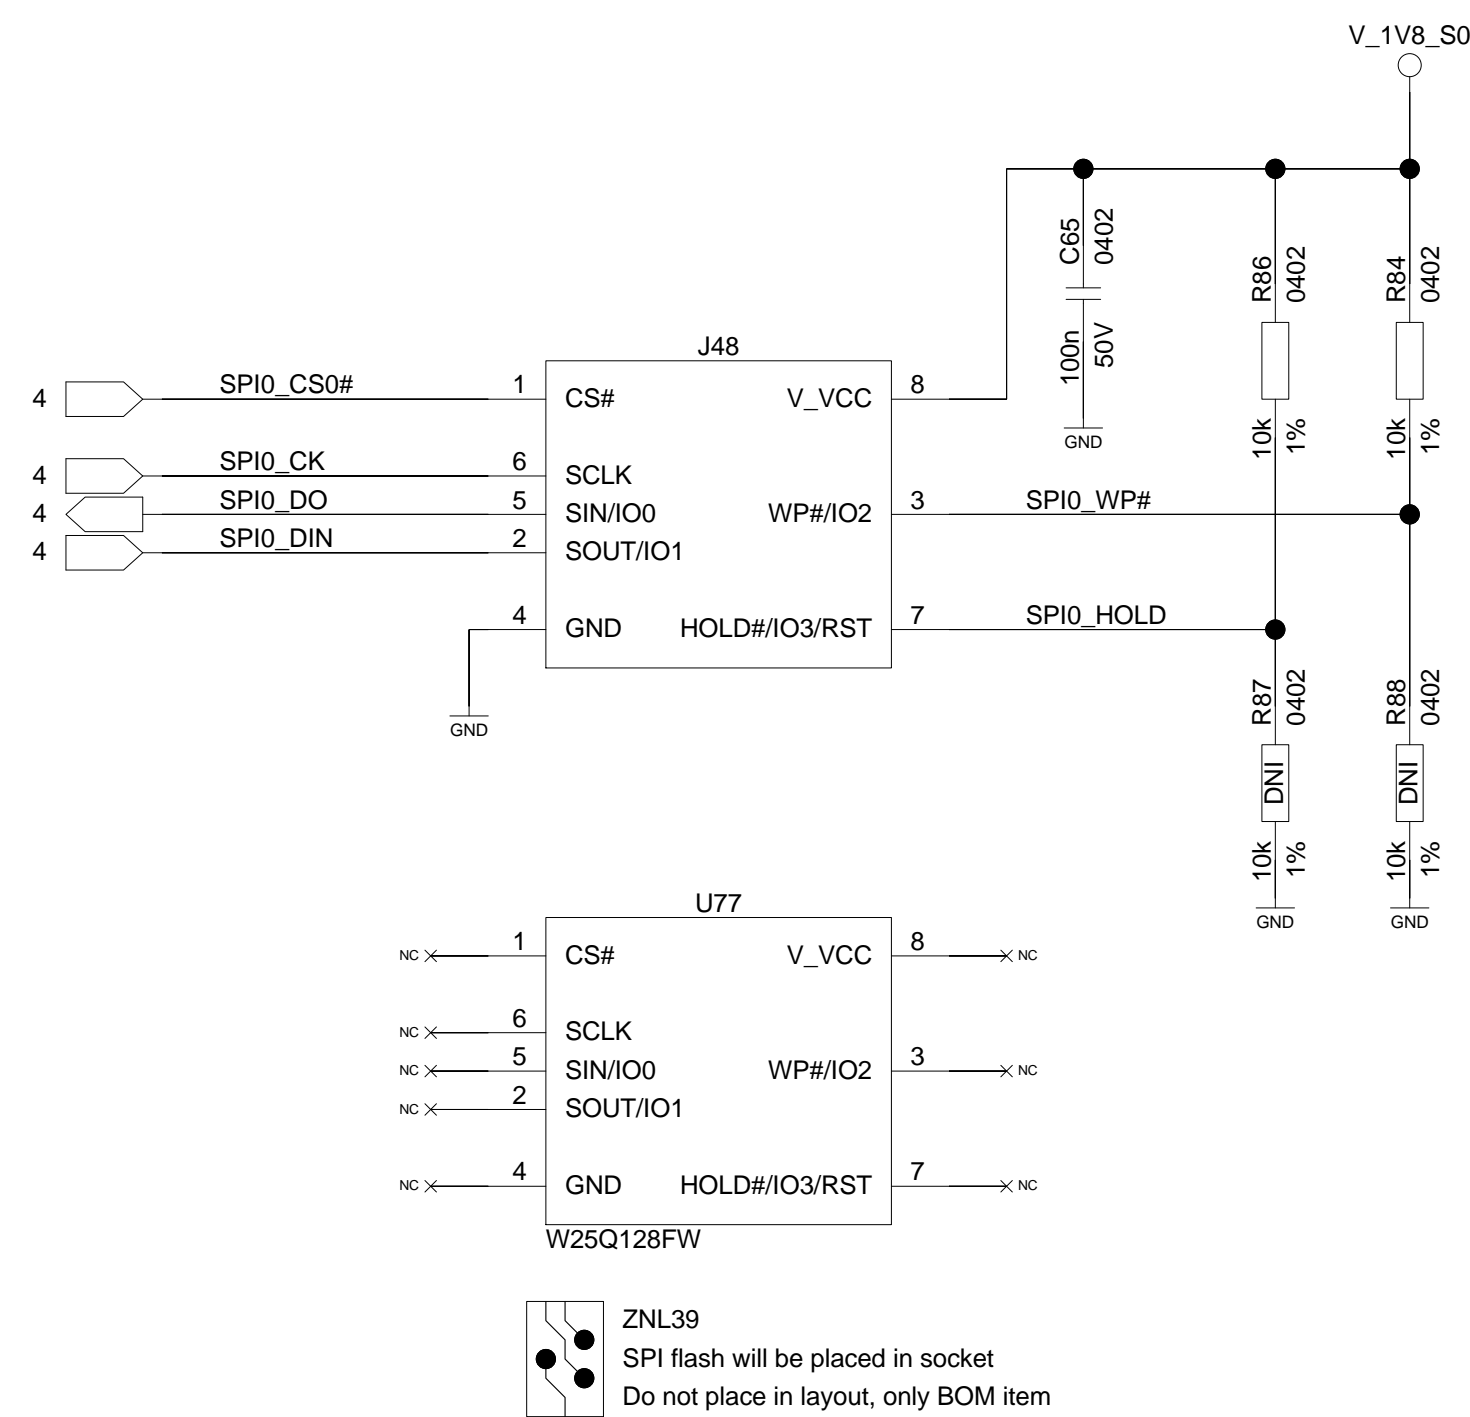 V_1V8_S0
C65
0402
100n
50V
GND
R86
0402
10k
1%
R84
0402
10k
1%
J48
4
SPI0_CS0#
1
CS#
V_VCC
8
4
SPI0_CK
6
SCLK
4
SPI0_DO
5
SIN/IO0
WP#/IO2
3
SPI0_WP#
4
SPI0_DIN
2
SOUT/IO1
4
GND
HOLD#/IO3/RST
7
SPI0_HOLD
GND
R87
0402
DNI
10k
1%
GND
R88
0402
DNI
10k
1%
GND
U77
NC
1
CS#
V_VCC
8
NC
NC
6
SCLK
NC
5
SIN/IO0
WP#/IO2
3
NC
NC
2
SOUT/IO1
NC
4
GND
HOLD#/IO3/RST
7
NC
W25Q128FW
ZNL39
SPI flash will be placed in socket
Do not place in layout, only BOM item